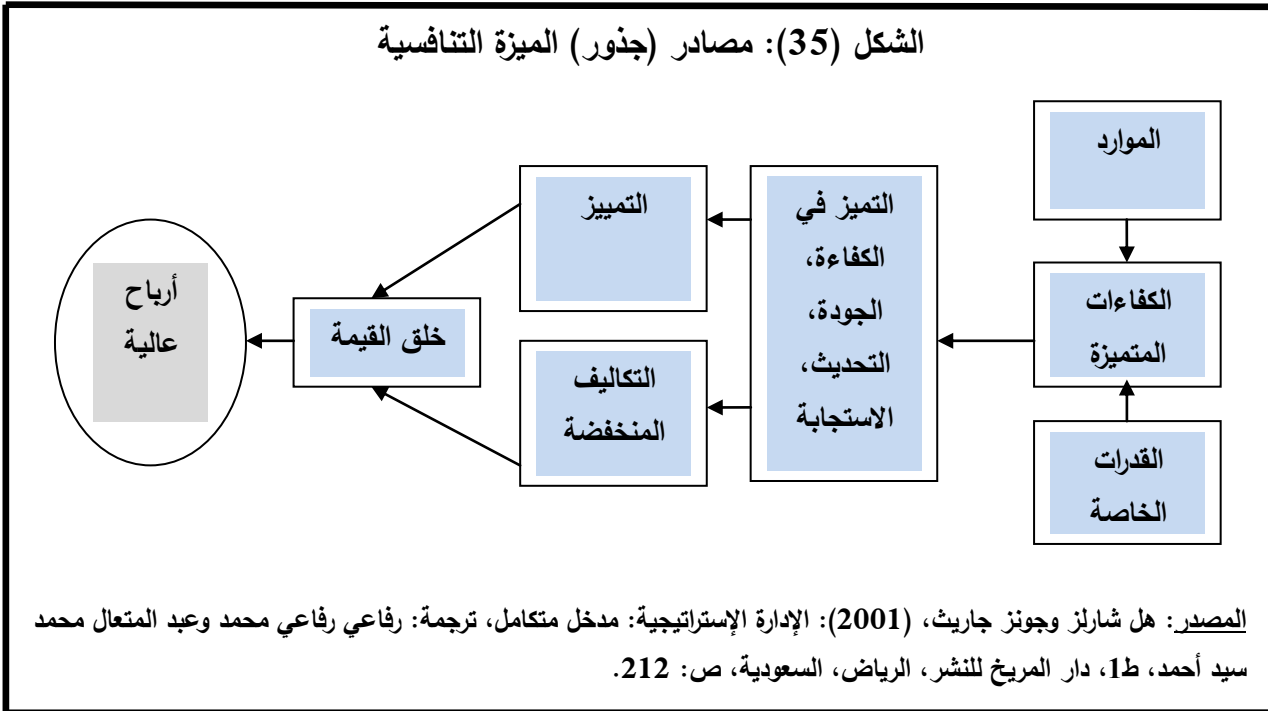 الشكل (35): مصادر (جذور) الميزة التنافسية
الموارد
الكفاءات
المتميزة
القدرات
الخاصة
التميز في
الكفاءة،
الجودة،
التحديث،
الاستجابة
التمييز
التكاليف
المنخفضة
خلق القيمة
أرباح
عالية
المصدر: هل شارلز وجونز جاريث، (2001): الإدارة الإستراتيجية: مدخل متكامل، ترجمة: رفاعي رفاعي محمد وعبد المتعال محمد
سيد أحمد، ط1، دار المريخ للنشر، الرياض، السعودية، ص: 212.